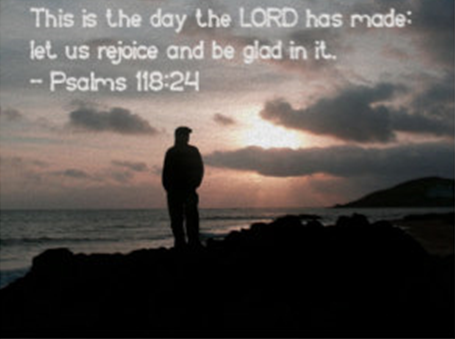 This is the day the LORD has made;
let us rejoice and be glad in it.
- Psalms 118:24